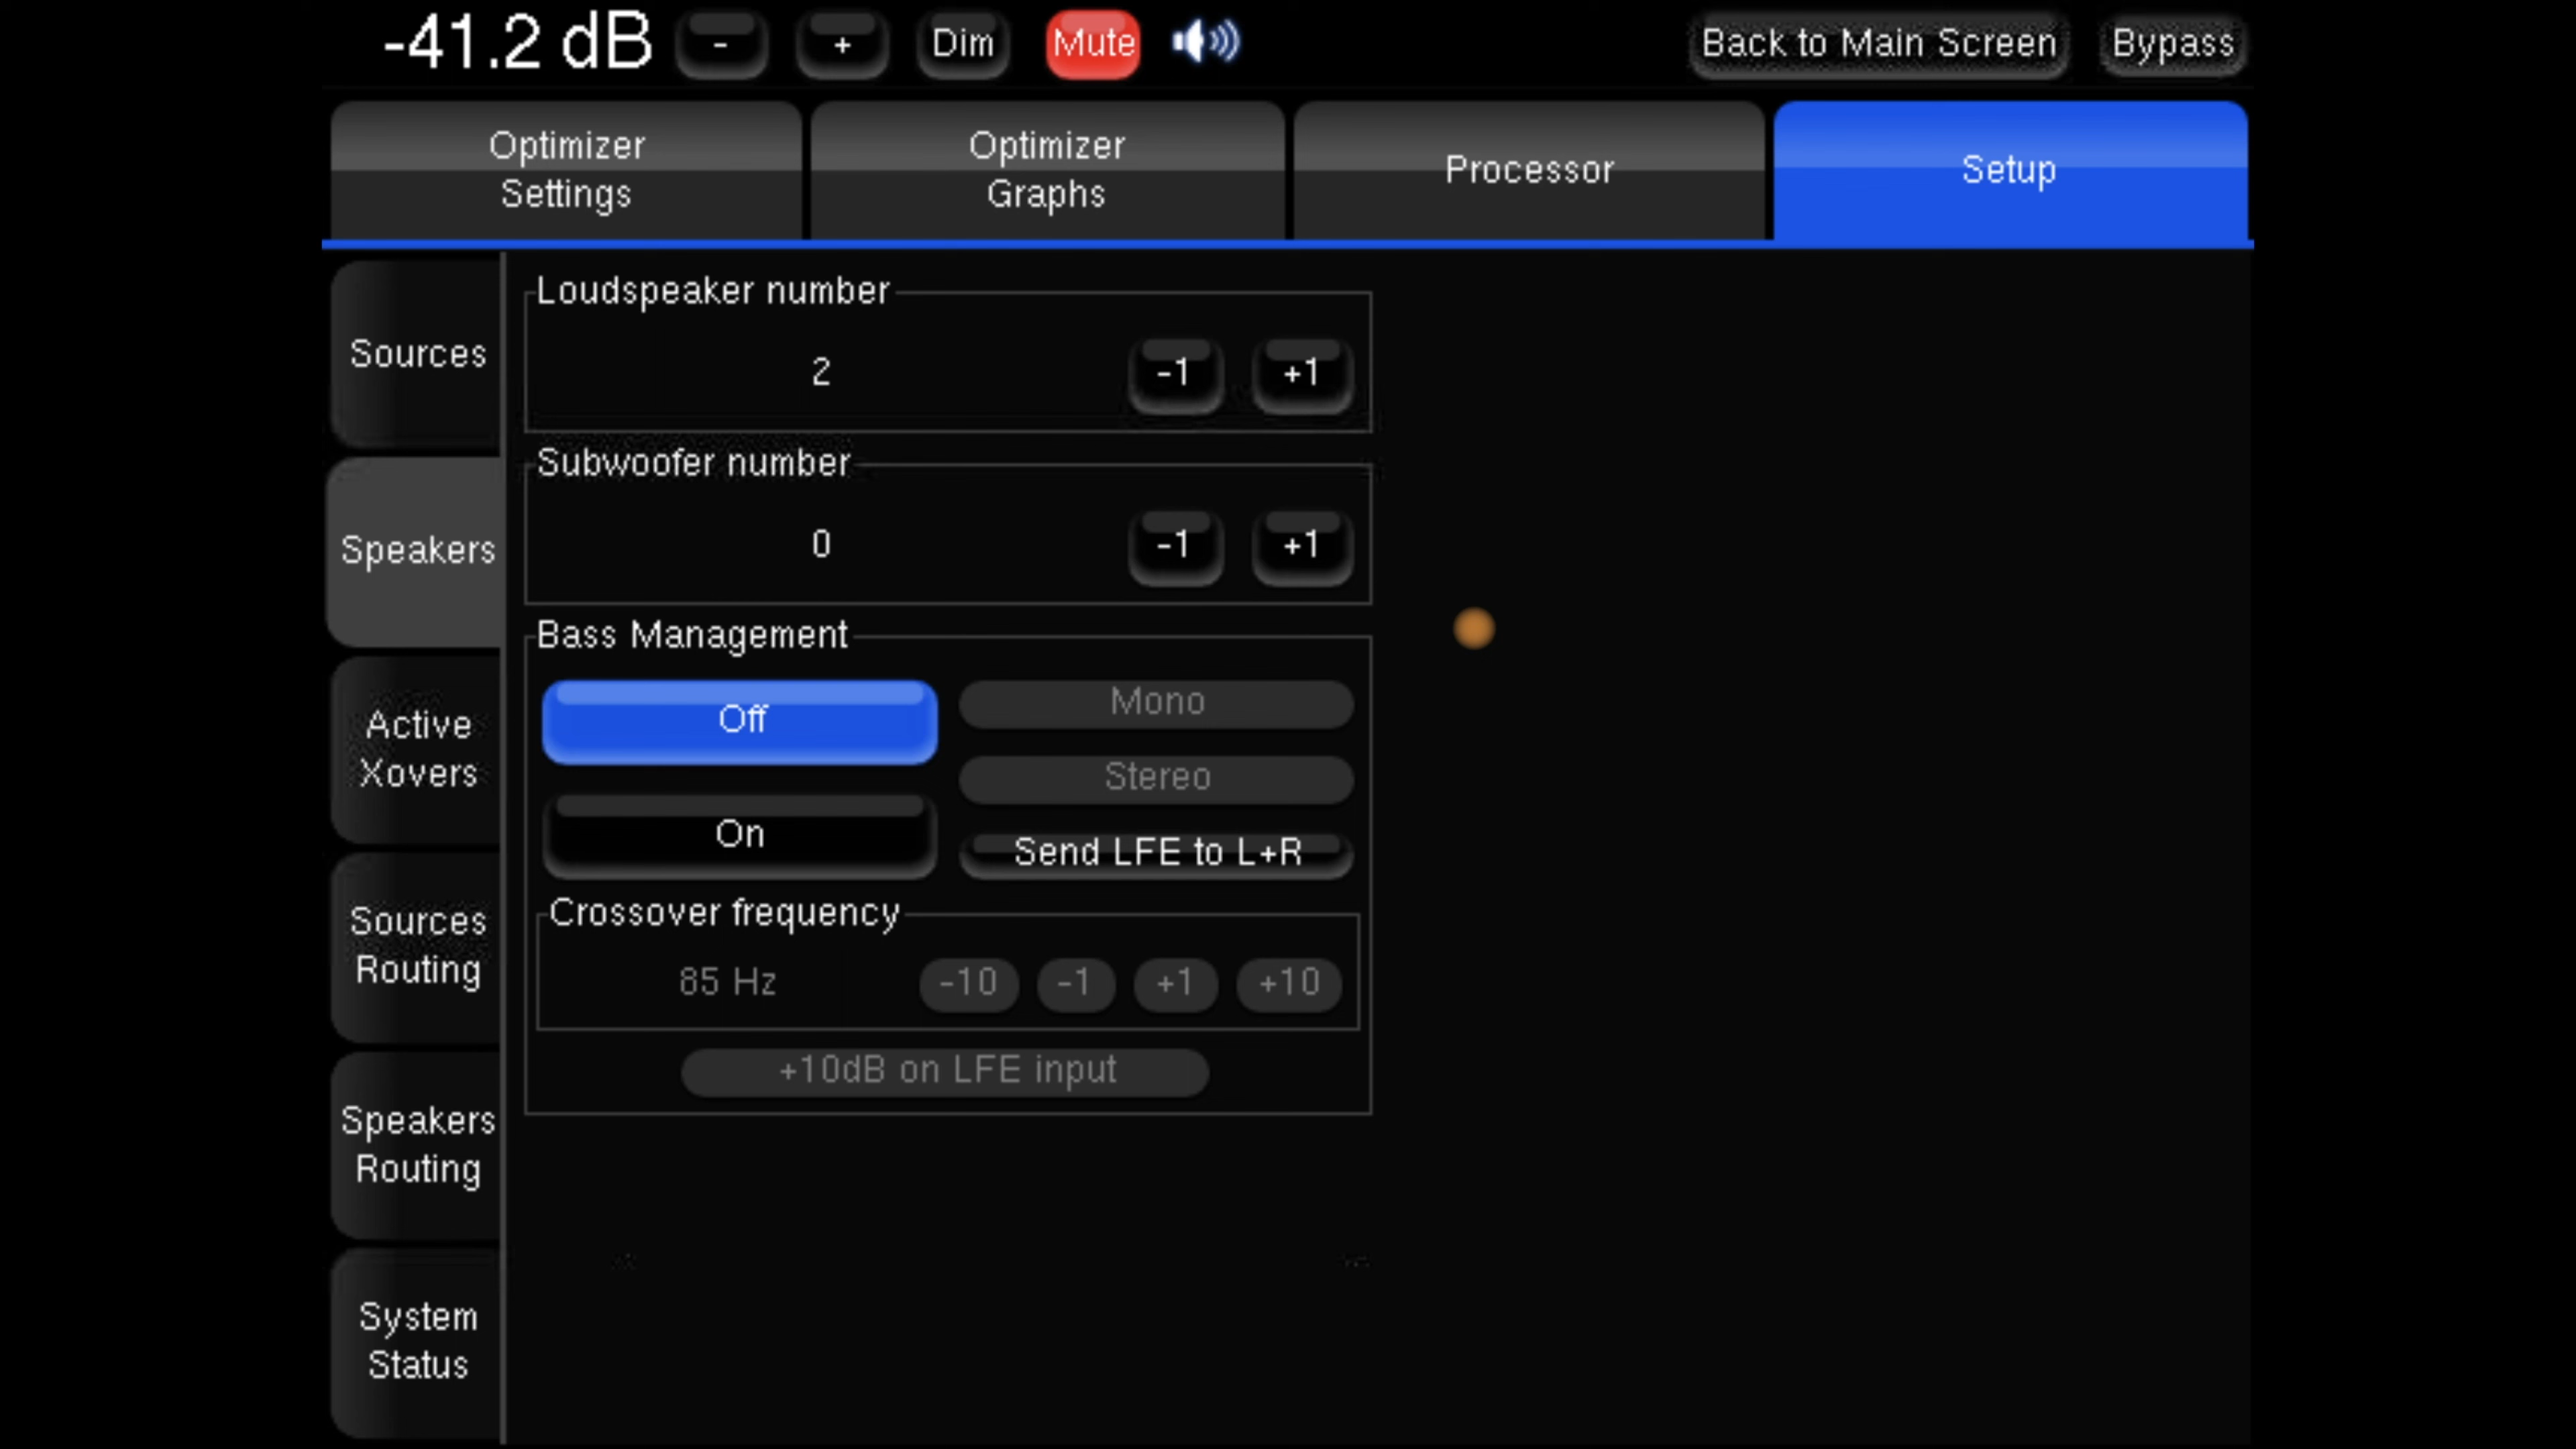 -41.2 dB - + Dim Mute Back to Main Screen Bypass
Optimizer
Settings
Optimizer
Graphs
Processor
Setup
Sources
Speakers
Active
Xovers
Sources
Routing
Speakers
Routing
System
Status
Loudspeaker number
2 -1 +1
Subwoofer number
0 -1 +1
Bass Management
Off
On
Mono
Stereo
Send LFE to L+R
Crossover frequency
85 Hz -10 -1 +1 +10
+10dB on LFE input